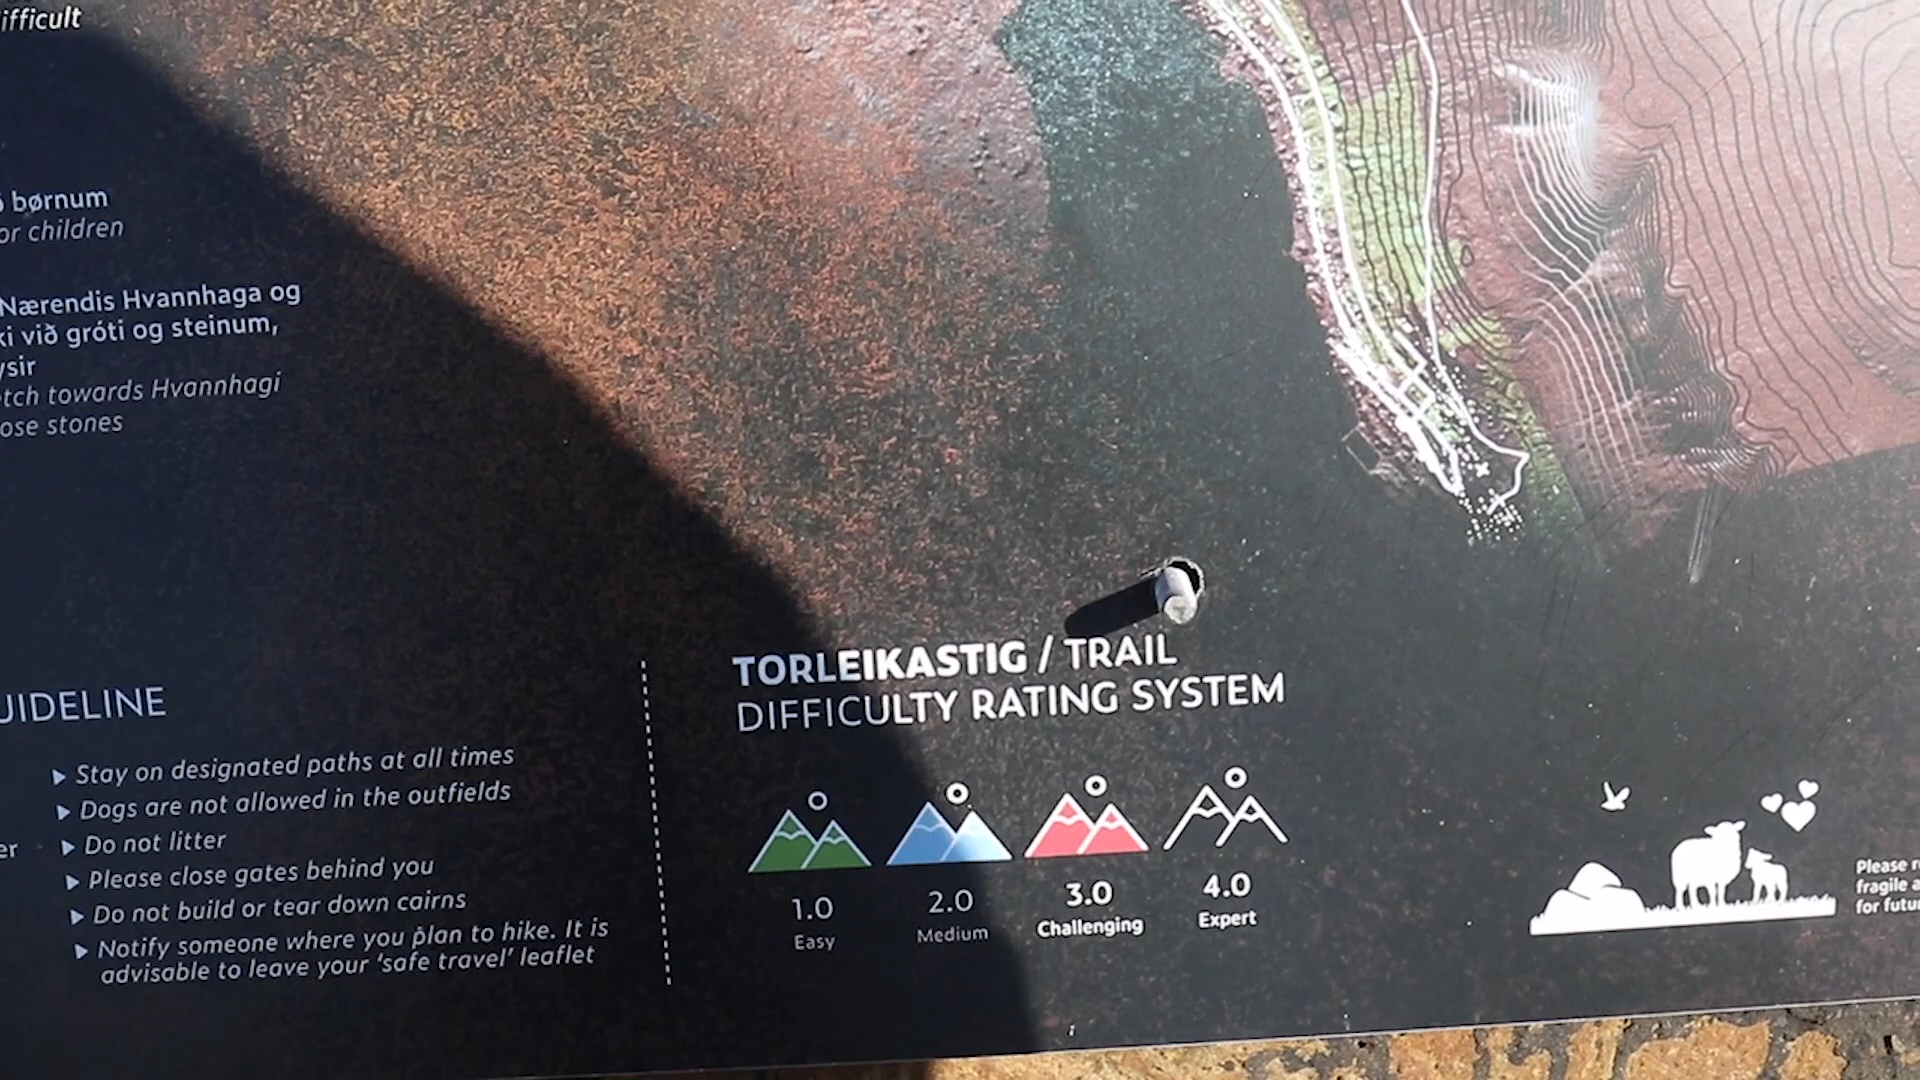 ifficult
børnum
or children
Nærendis Hvannhaga og
ki við gróti og steinum,
ysir
etch towards Hvannhagi
ose stones
UIDELINE
Stay on designated paths at all times
Dogs are not allowed in the outfields
Do not litter
er
Please close gates behind you
Do not build or tear down cairns
Notify someone where you plan to hike. It is
advisable to leave your ‘safe travel’ leaflet
TORLEIKASTIG / TRAIL
DIFFICULTY RATING SYSTEM
1.0 2.0 3.0 4.0
Easy Medium Challenging Expert
Please r
fragile a
for futur